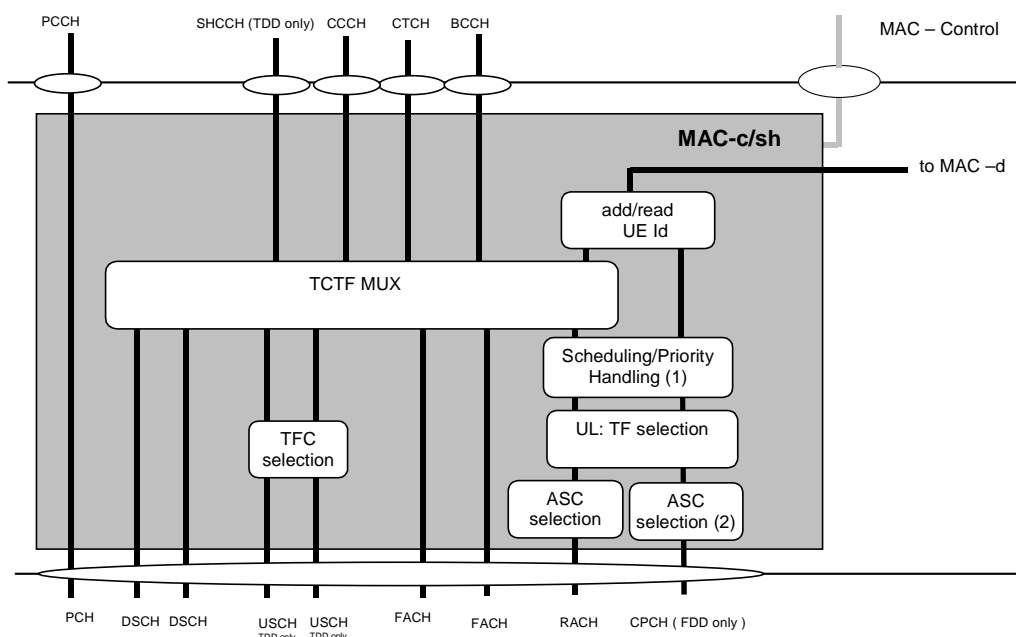 PCCH
SHCCH (TDD only)
CCCH
CTCH
BCCH
MAC – Control
MAC-c/sh
to MAC –d
add/read
UE Id
TCTF MUX
Scheduling/Priority
Handling (1)
TFC
selection
UL: TF selection
ASC
selection
ASC
selection (2)
PCH
DSCH
DSCH
USCH
TDD only
USCH
TDD only
FACH
FACH
RACH
CPCH ( FDD only )